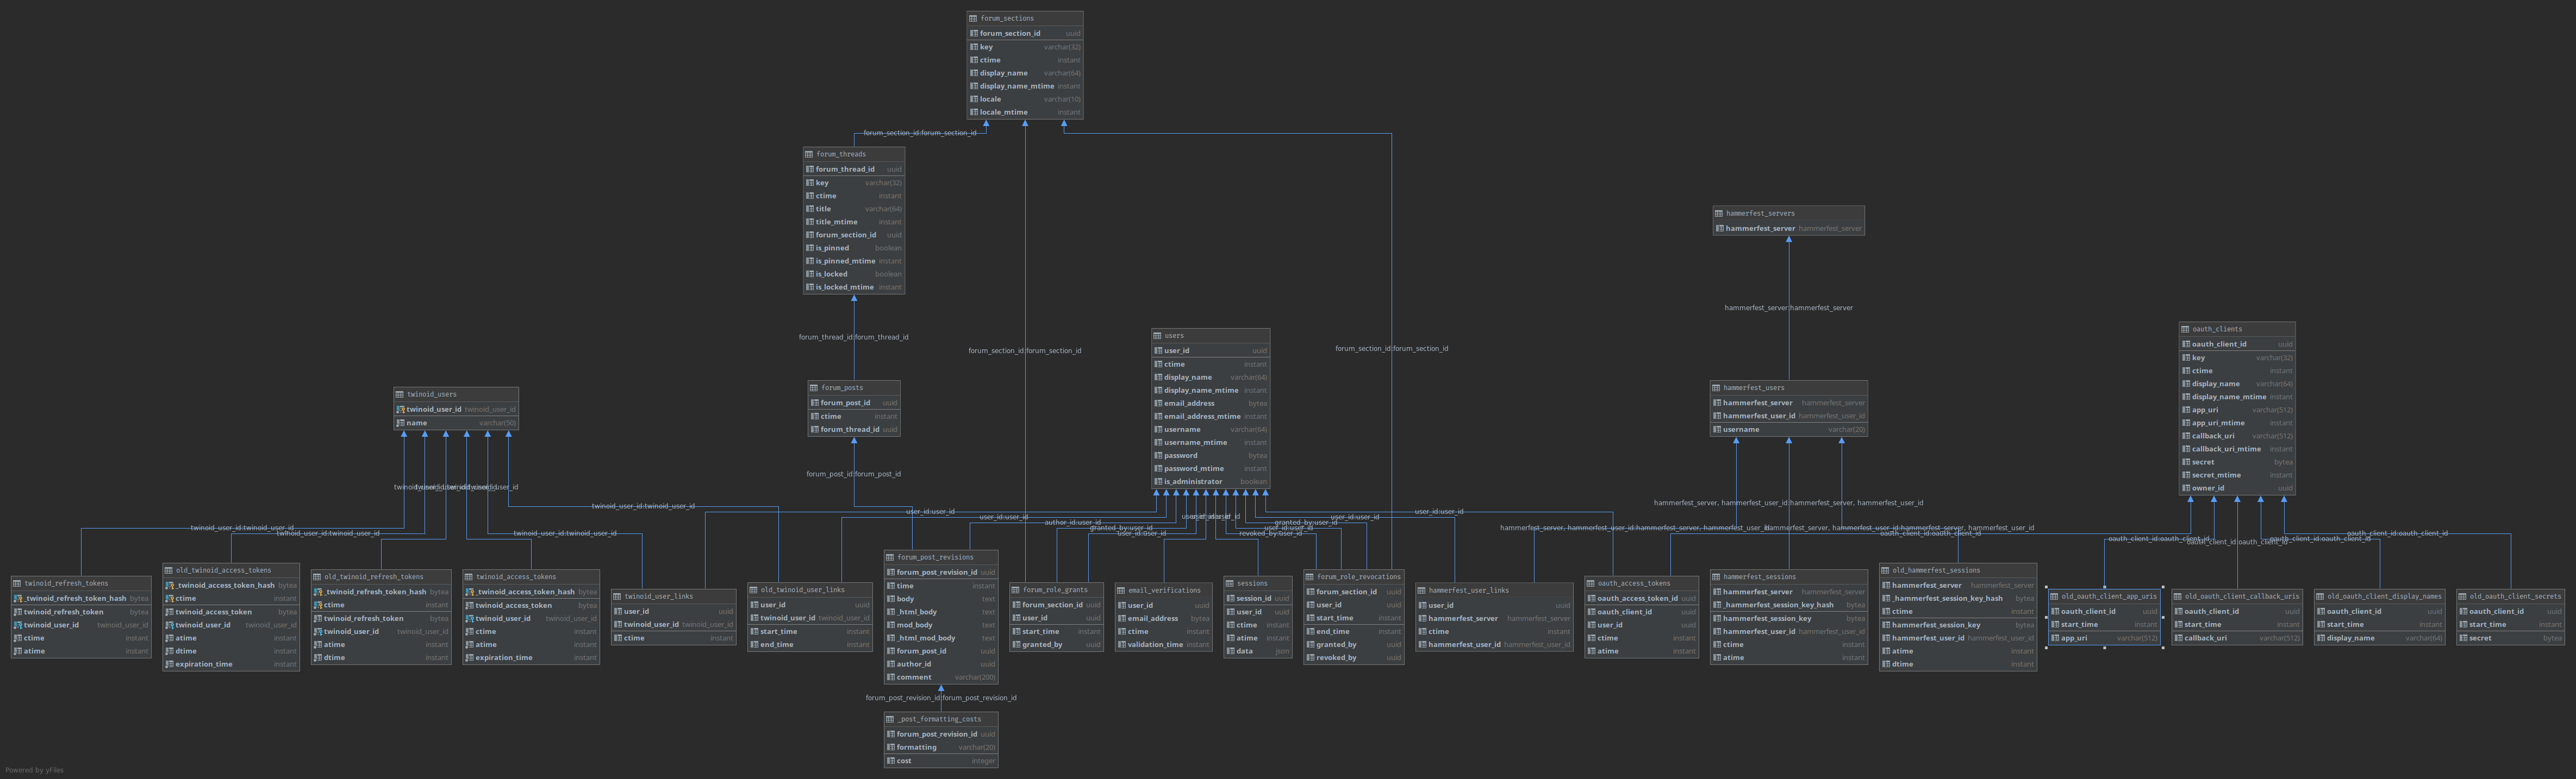 forum_sections
forum_section_id uuid
key varchar(32)
ctime instant
display_name varchar(64)
display_name_mtime instant
locale varchar(10)
locale_mtime instant
forum_section_id:forum_section_id
forum_threads
forum_thread_id uuid
key varchar(32)
ctime instant
title varchar(64)
title_mtime instant
forum_section_id uuid
is_pinned boolean
is_pinned_mtime instant
is_locked boolean
is_locked_mtime instant
hammerfest_servers
hammerfest_server hammerfest_server
hammerfest_server:hammerfest_server
forum_thread_id:forum_thread_id
forum_section_id:forum_section_id
forum_section_id:forum_section_id
users
user_id uuid
ctime instant
display_name varchar(64)
display_name_mtime instant
email_address bytea
email_address_mtime instant
username varchar(64)
username_mtime instant
password bytea
password_mtime instant
is_administrator boolean
oauth_clients
oauth_client_id uuid
key varchar(32)
ctime instant
display_name varchar(64)
display_name_mtime instant
app_uri varchar(512)
app_uri_mtime instant
callback_uri varchar(512)
callback_uri_mtime instant
secret bytea
secret_mtime instant
owner_id uuid
twinoid_users
twinoid_user_id twinoid_user_id
name varchar(50)
forum_posts
forum_post_id uuid
ctime instant
forum_thread_id uuid
hammerfest_users
hammerfest_server hammerfest_server
hammerfest_user_id hammerfest_user_id
username varchar(20)
forum_post_id:forum_post_id
hammerfest_server, hammerfest_user_id:hammerfest_server, hammerfest_user_id
twinoid_user_id:twinoid_user_id
user_id:user_id
user_id:user_id
author_id:user_id
granted_by:user_id
user_id:user_id
revoked_by:user_id
user_id:user_id
granted_by:user_id
user_id:user_id
user_id:user_id
twinoid_user_id:twinoid_user_id
twinoid_user_id:twinoid_user_id
twinoid_user_id:twinoid_user_id
hammerfest_server, hammerfest_user_id:hammerfest_server, hammerfest_user_id
hammerfest_server, hammerfest_user_id:hammerfest_server, hammerfest_user_id
oauth_client_id:oauth_client_id
oauth_client_id:oauth_client_id
oauth_client_id:oauth_client_id
oauth_client_id:oauth_client_id
oauth_client_id:oauth_client_id
twinoid_refresh_tokens
_twinoid_refresh_token_hash bytea
twinoid_refresh_token bytea
twinoid_user_id twinoid_user_id
ctime instant
atime instant
old_twinoid_access_tokens
_twinoid_access_token_hash bytea
ctime instant
twinoid_access_token bytea
twinoid_user_id twinoid_user_id
atime instant
dtime instant
expiration_time instant
old_twinoid_refresh_tokens
_twinoid_refresh_token_hash bytea
ctime instant
twinoid_refresh_token bytea
twinoid_user_id twinoid_user_id
atime instant
dtime instant
twinoid_access_tokens
_twinoid_access_token_hash bytea
twinoid_access_token bytea
twinoid_user_id twinoid_user_id
ctime instant
atime instant
expiration_time instant
twinoid_user_links
user_id uuid
twinoid_user_id twinoid_user_id
ctime instant
old_twinoid_user_links
user_id uuid
twinoid_user_id twinoid_user_id
start_time instant
end_time instant
forum_post_revisions
forum_post_revision_id uuid
time instant
body text
_html_body text
mod_body text
_html_mod_body text
forum_post_id uuid
author_id uuid
comment varchar(200)
forum_role_grants
forum_section_id uuid
user_id uuid
start_time instant
granted_by uuid
email_verifications
user_id uuid
email_address bytea
ctime instant
validation_time instant
sessions
session_id uuid
user_id uuid
ctime instant
atime instant
data json
forum_role_revocations
forum_section_id uuid
user_id uuid
start_time instant
end_time instant
granted_by uuid
revoked_by uuid
hammerfest_user_links
user_id uuid
hammerfest_server hammerfest_server
ctime instant
hammerfest_user_id hammerfest_user_id
oauth_access_tokens
oauth_access_token_id uuid
oauth_client_id uuid
user_id uuid
ctime instant
atime instant
hammerfest_sessions
hammerfest_server hammerfest_server
_hammerfest_session_key_hash bytea
hammerfest_session_key bytea
hammerfest_user_id hammerfest_user_id
ctime instant
atime instant
old_hammerfest_sessions
hammerfest_server hammerfest_server
_hammerfest_session_key_hash bytea
ctime instant
hammerfest_session_key bytea
hammerfest_user_id hammerfest_user_id
atime instant
dtime instant
old_oauth_client_app_uris
oauth_client_id uuid
start_time instant
app_uri varchar(512)
old_oauth_client_callback_uris
oauth_client_id uuid
start_time instant
callback_uri varchar(512)
old_oauth_client_display_names
oauth_client_id uuid
start_time instant
display_name varchar(64)
old_oauth_client_secrets
oauth_client_id uuid
start_time instant
secret bytea
forum_post_revision_id:forum_post_revision_id
_post_formatting_costs
forum_post_revision_id uuid
formatting varchar(20)
cost integer
Powered by yFiles